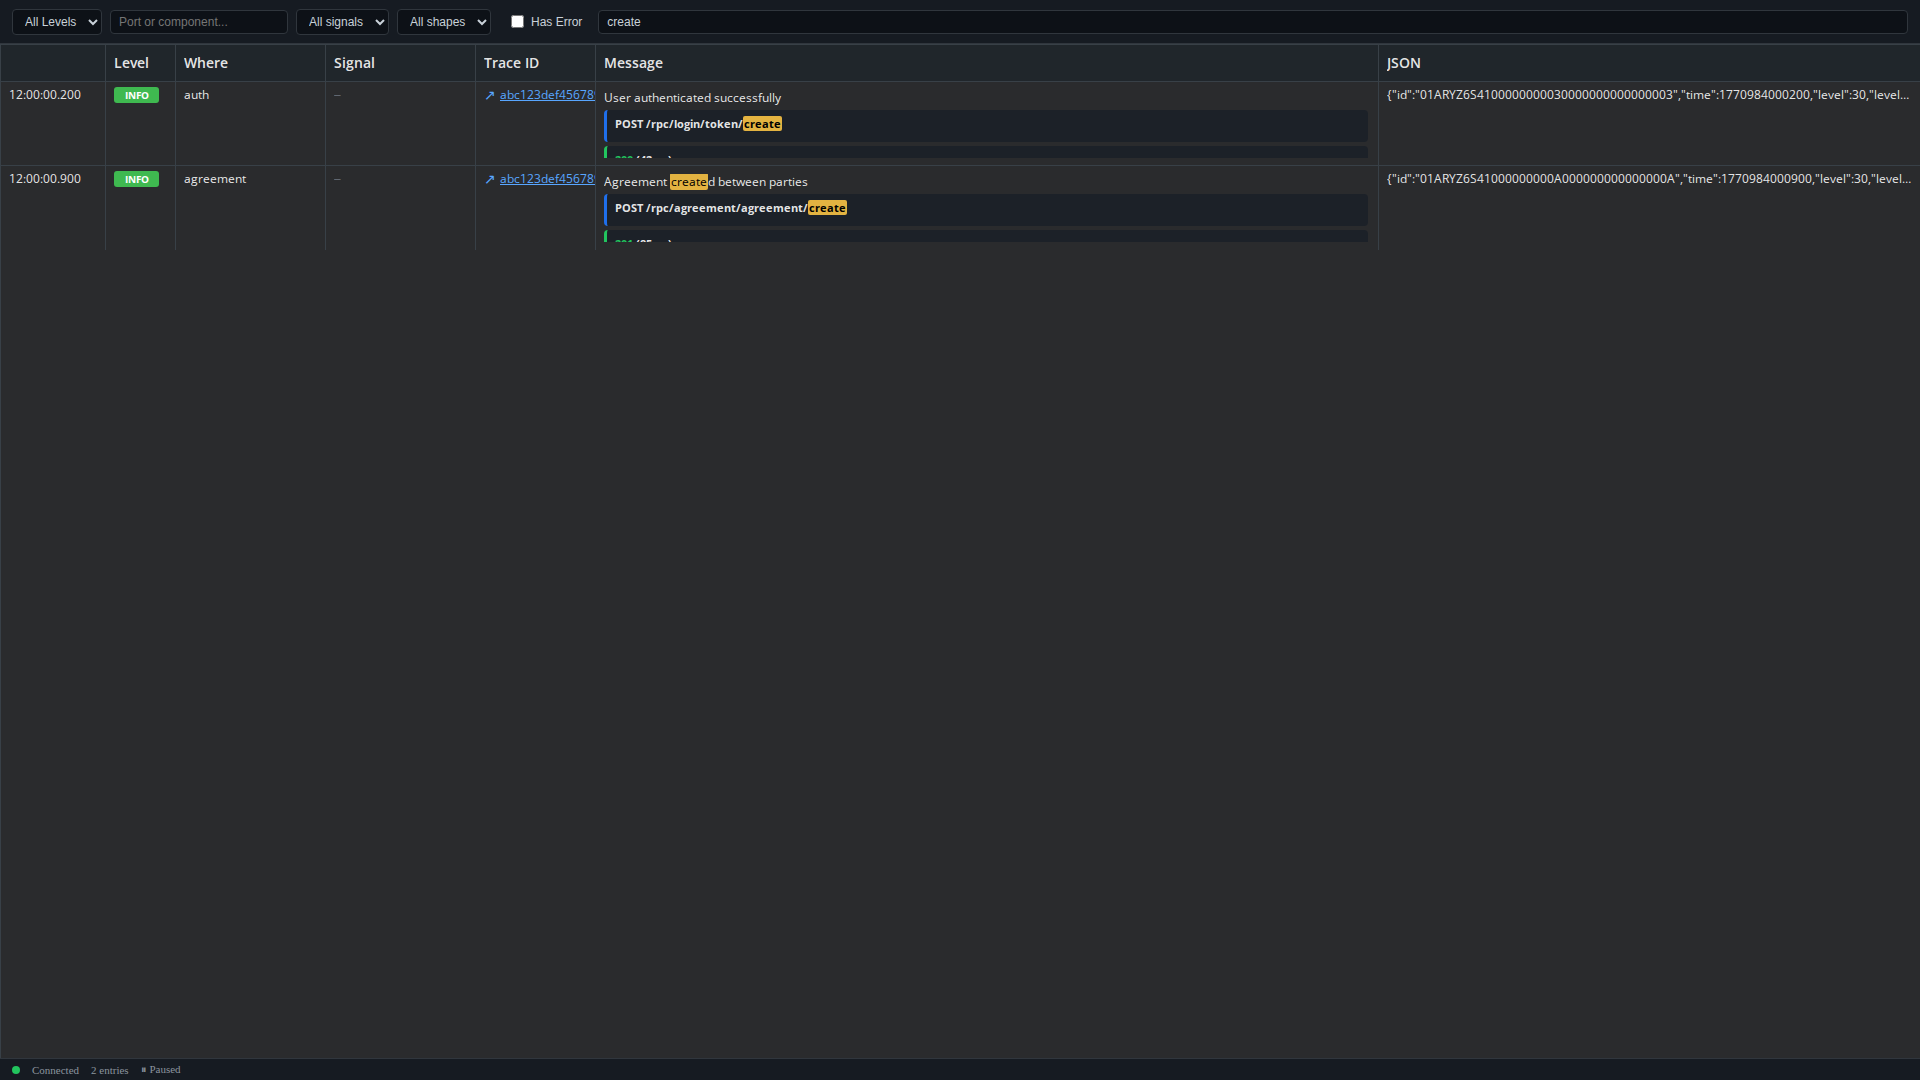 All Levels Port or component... All signals All shapes Has Error create
Level Where Signal Trace ID Message JSON
12:00:00.200 INFO auth – ↗ abc123def45678 User authenticated successfully {"id":"01ARYZ6S4100000000030000000000000003","time":1770984000200,"level":30,"level...
POST /rpc/login/token/create
12:00:00.900 INFO agreement – ↗ abc123def45678 Agreement created between parties {"id":"01ARYZ6S410000000000A000000000000000A","time":1770984000900,"level":30,"level...
POST /rpc/agreement/agreement/create
Connected 2 entries ⏸ Paused